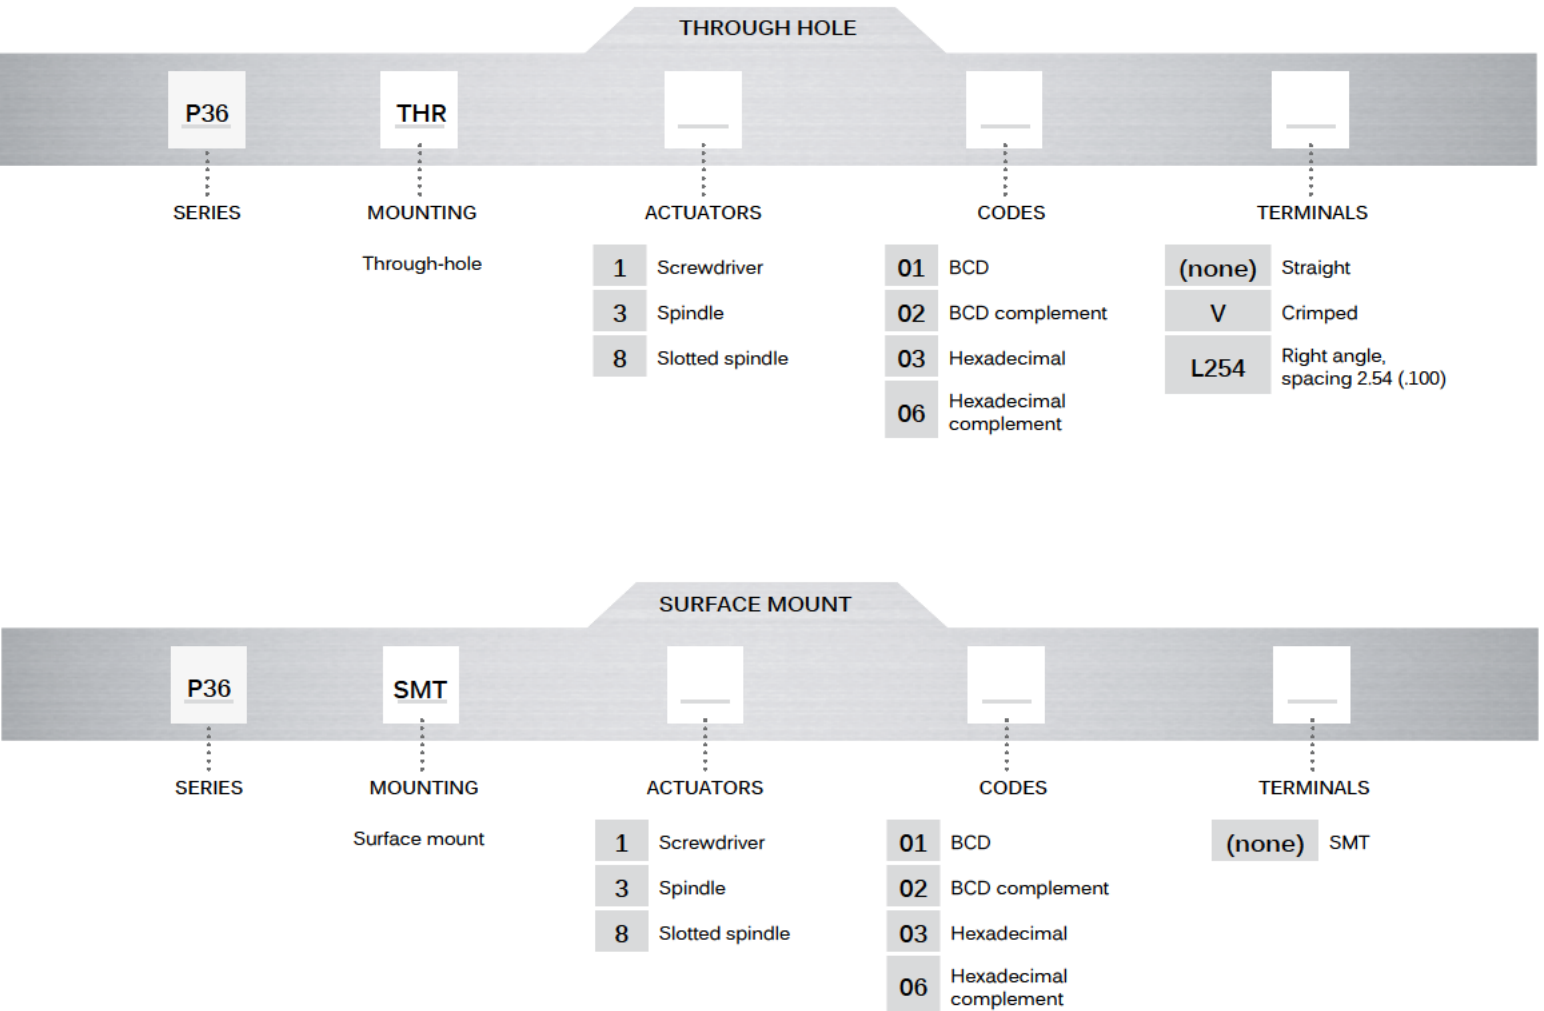 THROUGH HOLE
P36 THR
SERIES MOUNTING ACTUATORS CODES TERMINALS
Through-hole
1 Screwdriver
3 Spindle
8 Slotted spindle
01 BCD
02 BCD complement
03 Hexadecimal
06 Hexadecimal
complement
(none) Straight
V Crimped
L254 Right angle,
spacing 2.54 (.100)
SURFACE MOUNT
P36 SMT
SERIES MOUNTING ACTUATORS CODES TERMINALS
Surface mount
1 Screwdriver
3 Spindle
8 Slotted spindle
01 BCD
02 BCD complement
03 Hexadecimal
06 Hexadecimal
complement
(none) SMT